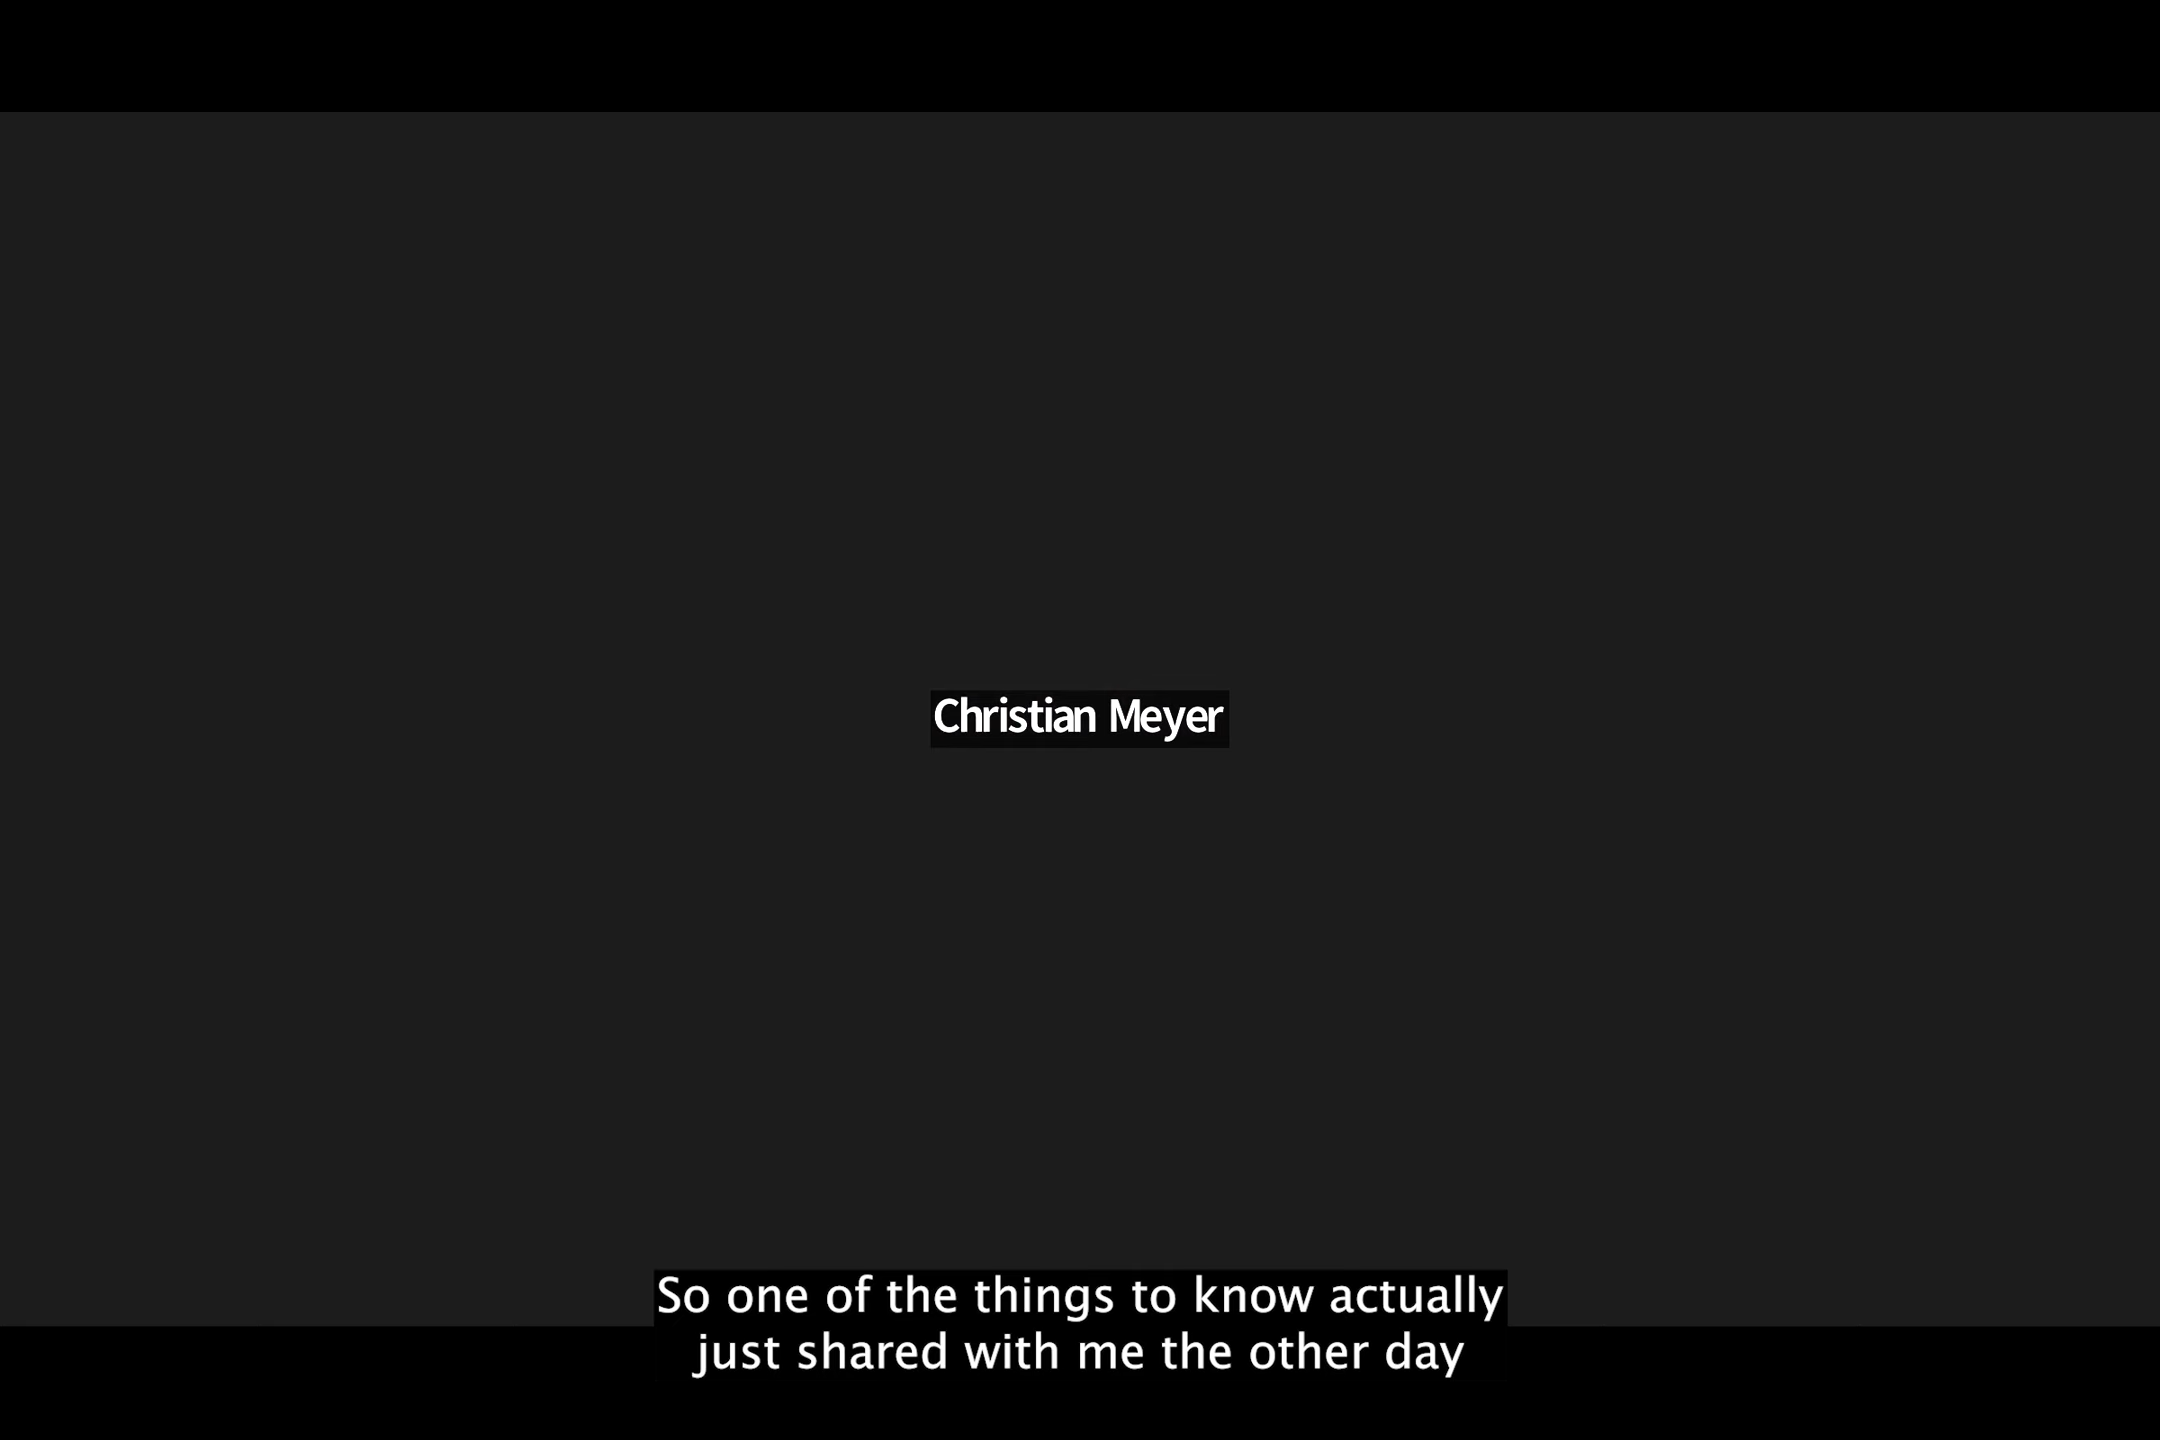 Christian Meyer
So one of the things to know actually
just shared with me the other day